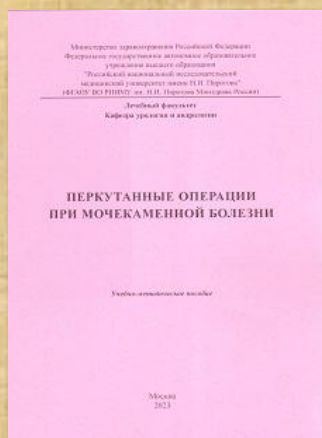 Министерство здравоохранения Российской Федерации
Федеральное государственное автономное образовательное
учреждение высшего образования
"Российский национальный исследовательский
медицинский университет имени Н.И. Пирогова"
(ФГАОУ ВО РНИМУ им. Н.И. Пирогова Минздрава России)
Лечебный факультет
Кафедра урологии и андрологии
ПЕРКУТАННЫЕ ОПЕРАЦИИ
ПРИ МОЧЕКАМЕННОЙ БОЛЕЗНИ
Учебно-методическое пособие
Москва
2023